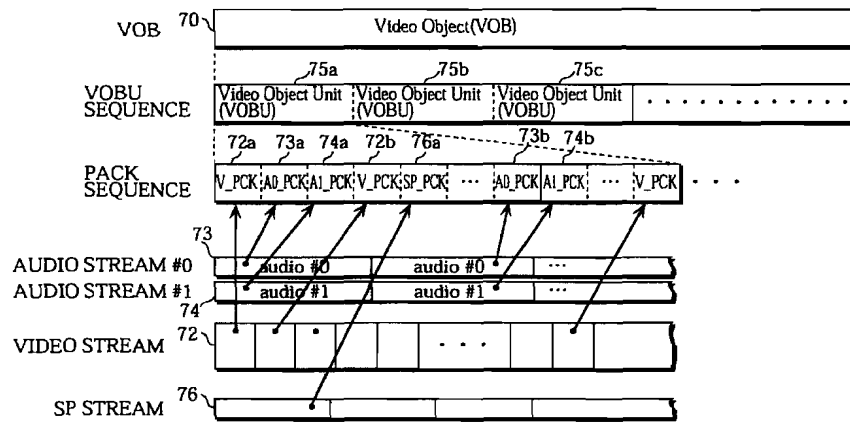 VOB 70 Video Object(VOB)
75a 75b 75c
VOBU SEQUENCE Video Object Unit (VOBU) Video Object Unit (VOBU) Video Object Unit (VOBU) . . . . . . . . . . . .
72a 73a 74a 72b 76a 73b 74b
PACK SEQUENCE V_PCK A0_PCK A1_PCK V_PCK SP_PCK ... A0_PCK A1_PCK ... V_PCK . . .
73
AUDIO STREAM #0 audio #0 audio #0 ...
AUDIO STREAM #1 audio #1 audio #1 ...
74
VIDEO STREAM 72 . . .
76
SP STREAM